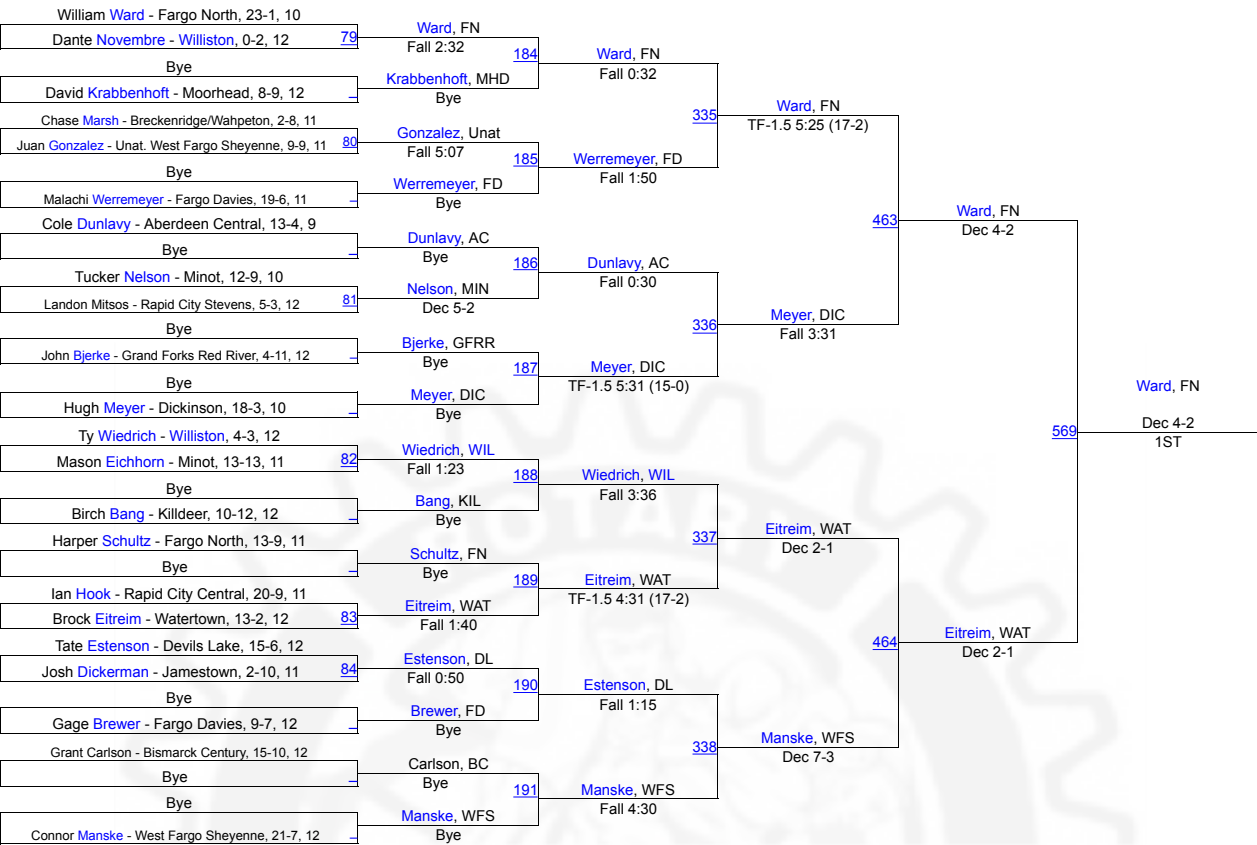 William Ward - Fargo North, 23-1, 10
Dante Novembre - Williston, 0-2, 12
79
Bye
David Krabbenhoft - Moorhead, 8-9, 12
Chase Marsh - Breckenridge/Wahpeton, 2-8, 11
Juan Gonzalez - Unat. West Fargo Sheyenne, 9-9, 11
80
Bye
Malachi Werremeyer - Fargo Davies, 19-6, 11
Cole Dunlavy - Aberdeen Central, 13-4, 9
Bye
Tucker Nelson - Minot, 12-9, 10
Landon Mitsos - Rapid City Stevens, 5-3, 12
81
Bye
John Bjerke - Grand Forks Red River, 4-11, 12
Bye
Hugh Meyer - Dickinson, 18-3, 10
Ty Wiedrich - Williston, 4-3, 12
Mason Eichhorn - Minot, 13-13, 11
82
Bye
Birch Bang - Killdeer, 10-12, 12
Harper Schultz - Fargo North, 13-9, 11
Bye
Ian Hook - Rapid City Central, 20-9, 11
Brock Eitreim - Watertown, 13-2, 12
83
Tate Estenson - Devils Lake, 15-6, 12
Josh Dickerman - Jamestown, 2-10, 11
84
Bye
Gage Brewer - Fargo Davies, 9-7, 12
Grant Carlson - Bismarck Century, 15-10, 12
Bye
Bye
Connor Manske - West Fargo Sheyenne, 21-7, 12
Ward, FN
Fall 2:32
184
Krabbenhoft, MHD
Bye
Gonzalez, Unat
Fall 5:07
185
Werremeyer, FD
Bye
Dunlavy, AC
Bye
186
Nelson, MIN
Dec 5-2
Bjerke, GFRR
Bye
187
Meyer, DIC
Bye
Wiedrich, WIL
Fall 1:23
188
Bang, KIL
Bye
Schultz, FN
Bye
189
Eitreim, WAT
Fall 1:40
Estenson, DL
Fall 0:50
190
Brewer, FD
Bye
Carlson, BC
Bye
191
Manske, WFS
Bye
Ward, FN
Fall 0:32
335
Werremeyer, FD
Fall 1:50
Dunlavy, AC
Fall 0:30
336
Meyer, DIC
TF-1.5 5:31 (15-0)
Wiedrich, WIL
Fall 3:36
337
Eitreim, WAT
TF-1.5 4:31 (17-2)
Estenson, DL
Fall 1:15
338
Manske, WFS
Fall 4:30
Ward, FN
TF-1.5 5:25 (17-2)
463
Meyer, DIC
Fall 3:31
Eitreim, WAT
Dec 2-1
464
Manske, WFS
Dec 7-3
Ward, FN
Dec 4-2
569
Eitreim, WAT
Dec 2-1
Ward, FN
Dec 4-2
1ST